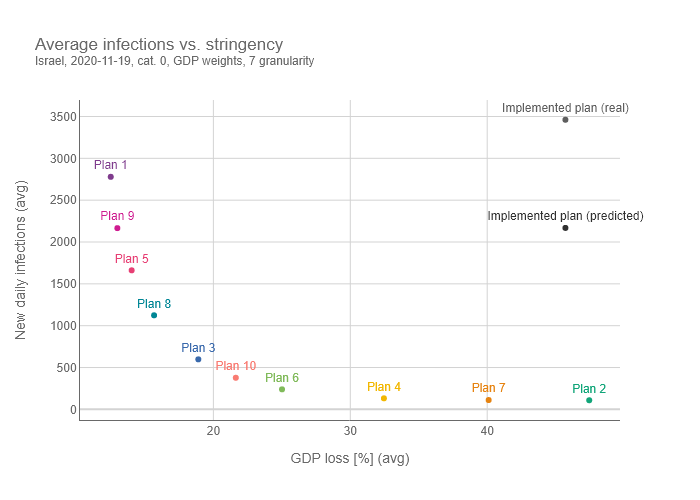 Average infections vs. stringency
Israel, 2020-11-19, cat. 0, GDP weights, 7 granularity
New daily infections (avg)
3500
3000
2500
2000
1500
1000
500
0
Implemented plan (real)
Plan 1
Plan 9
Implemented plan (predicted)
Plan 5
Plan 8
Plan 3
Plan 10
Plan 6
Plan 4
Plan 7
Plan 2
20
30
40
GDP loss [%] (avg)